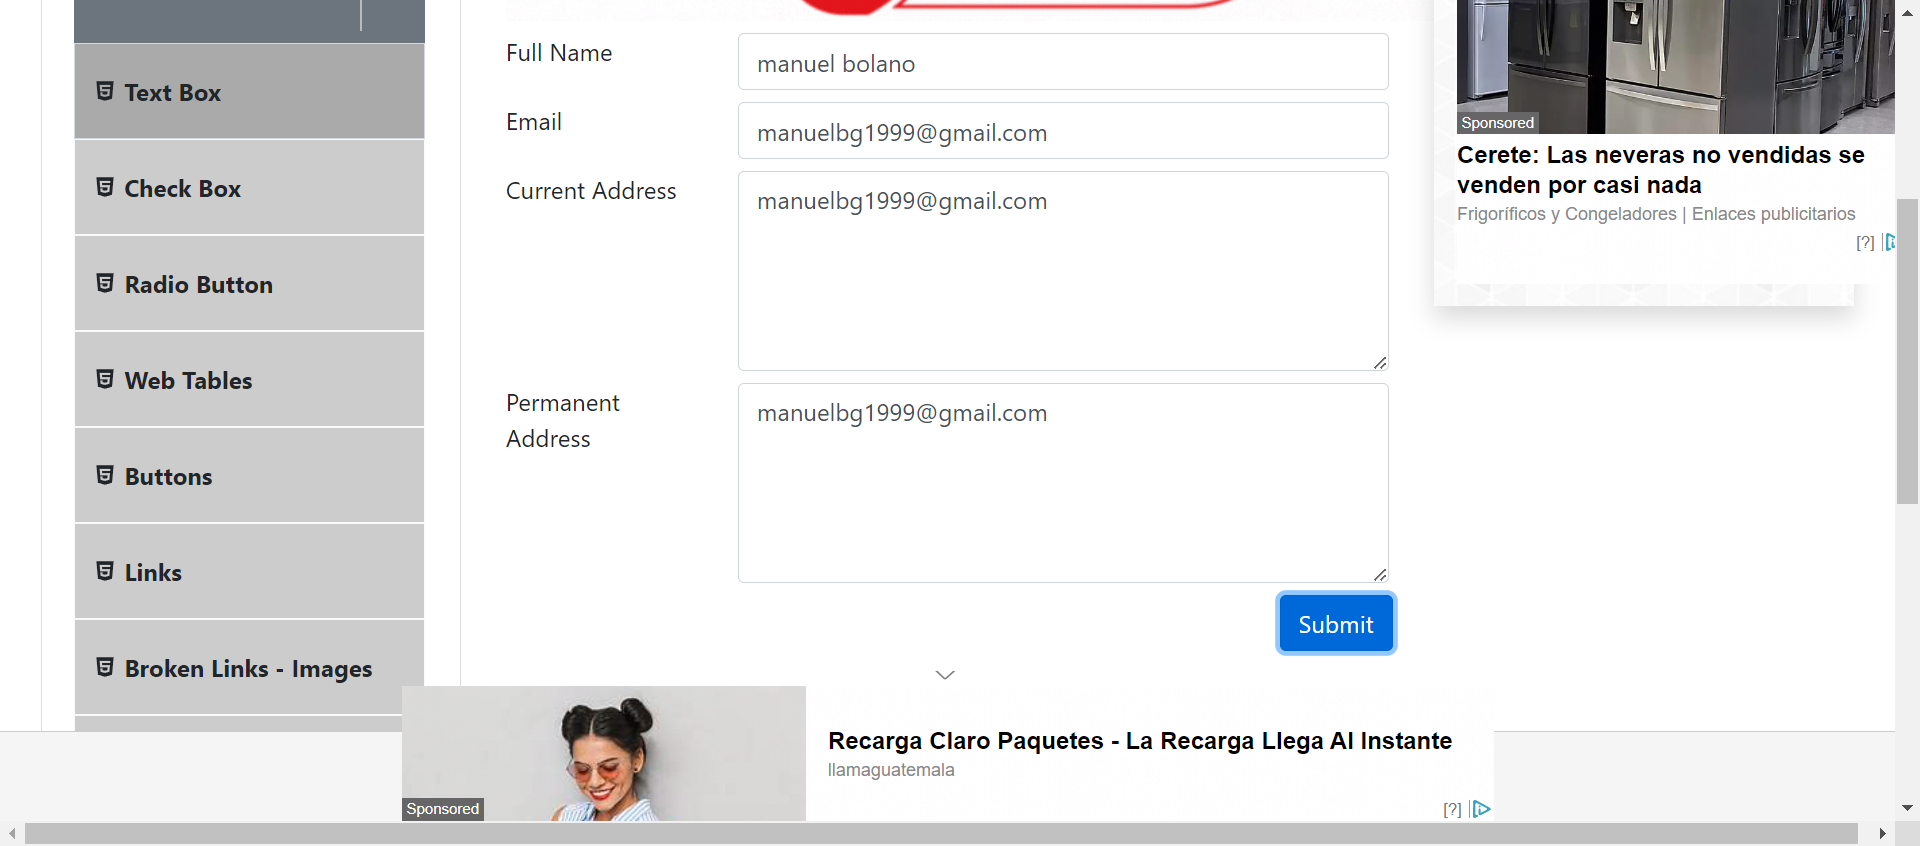 Text Box
Check Box
Radio Button
Web Tables
Buttons
Links
Broken Links - Images
Full Name
manuel bolano
Email
manuelbg1999@gmail.com
Current Address
manuelbg1999@gmail.com
Permanent
Address
manuelbg1999@gmail.com
Submit
Sponsored
Cerete: Las neveras no vendidas se
venden por casi nada
Frigoríficos y Congeladores | Enlaces publicitarios
[?]
Sponsored
Recarga Claro Paquetes - La Recarga Llega Al Instante
llamaguatemala
[?]